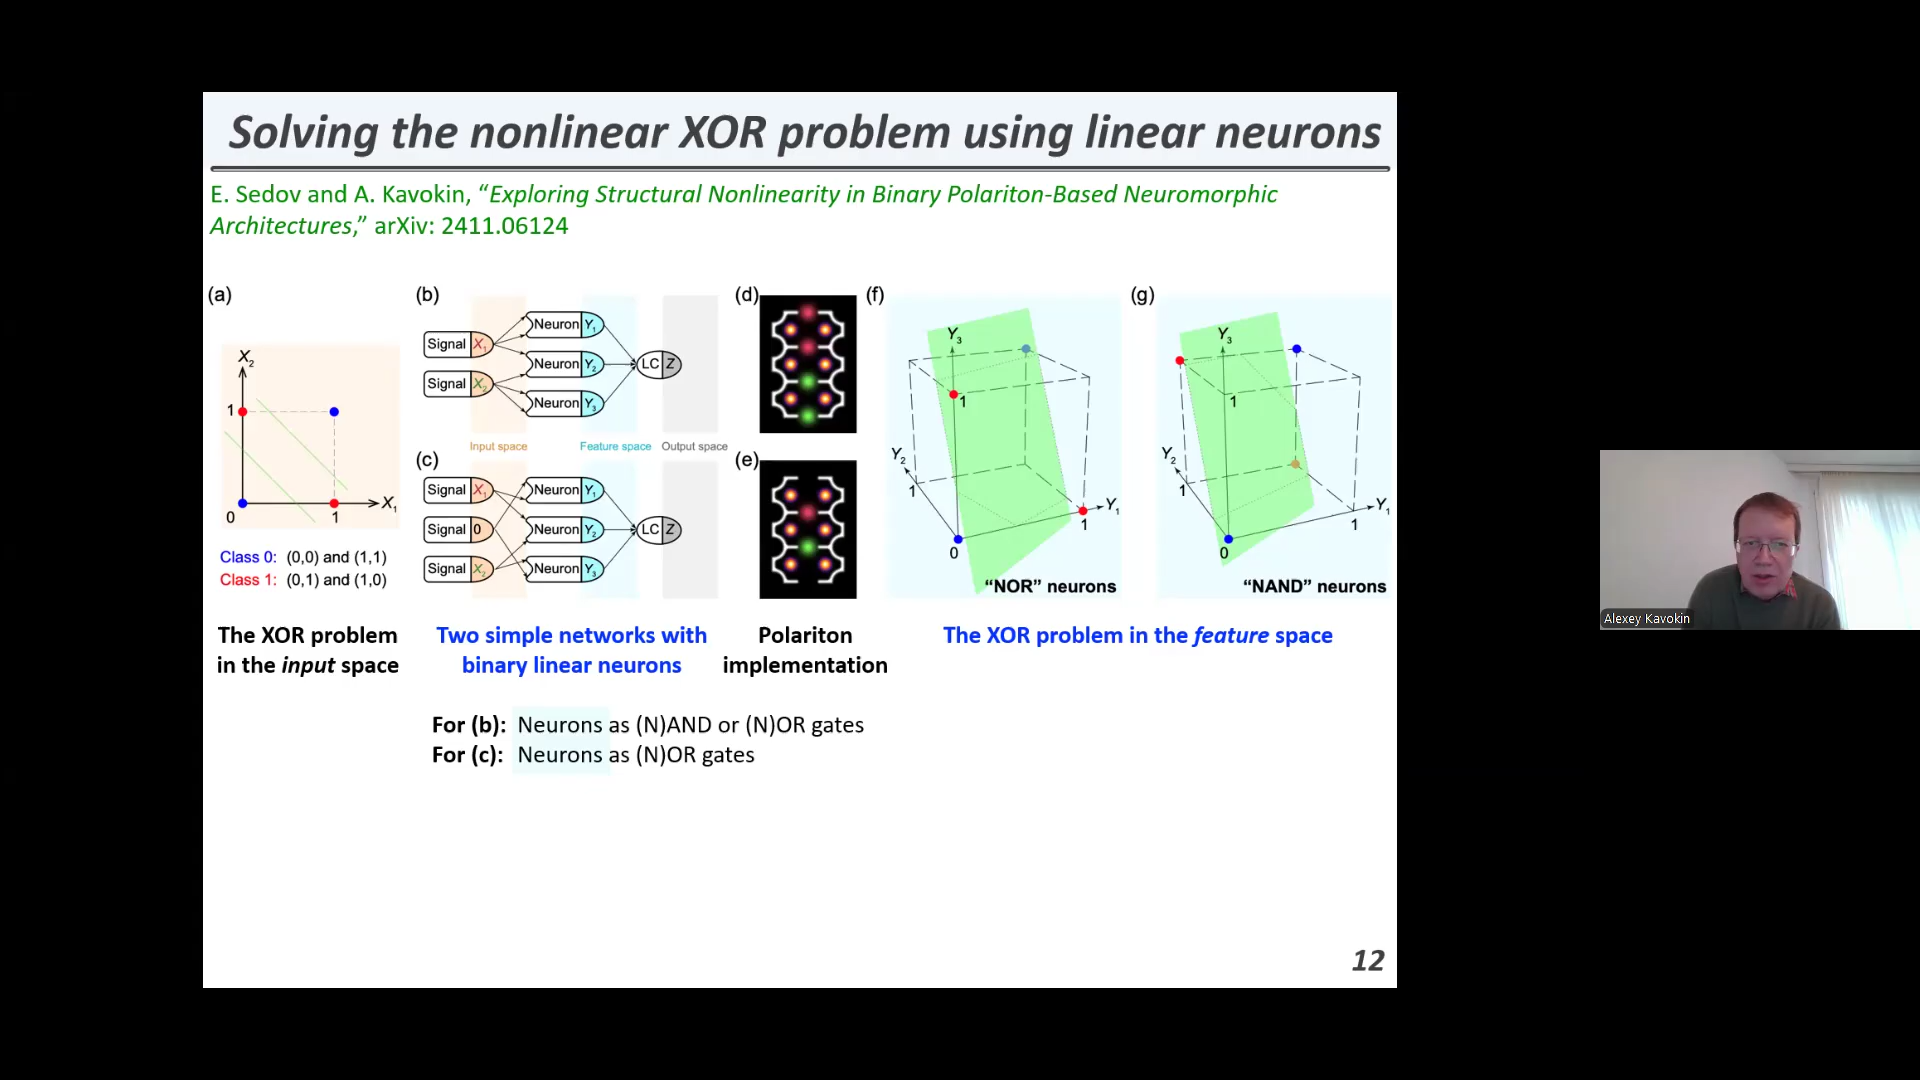 Solving the nonlinear XOR problem using linear neurons
E. Sedov and A. Kavokin, “Exploring Structural Nonlinearity in Binary Polariton-Based Neuromorphic
Architectures,” arXiv: 2411.06124
(a)
X2
1
0
1
X1
Class 0: (0,0) and (1,1)
Class 1: (0,1) and (1,0)
The XOR problem
in the input space
(b)
Signal X1
Signal X2
Neuron Y1
Neuron Y2
Neuron Y3
LC Z
Input space
Feature space
Output space
(c)
Signal X1
Signal 0
Signal X2
Neuron Y1
Neuron Y2
Neuron Y3
LC Z
Two simple networks with
binary linear neurons
(d)
(e)
Polariton
implementation
(f)
Y3
1
Y2
1
Y1
1
0
“NOR” neurons
(g)
Y3
1
Y2
1
Y1
1
0
“NAND” neurons
The XOR problem in the feature space
For (b): Neurons as (N)AND or (N)OR gates
For (c): Neurons as (N)OR gates
12
Alexey Kavokin